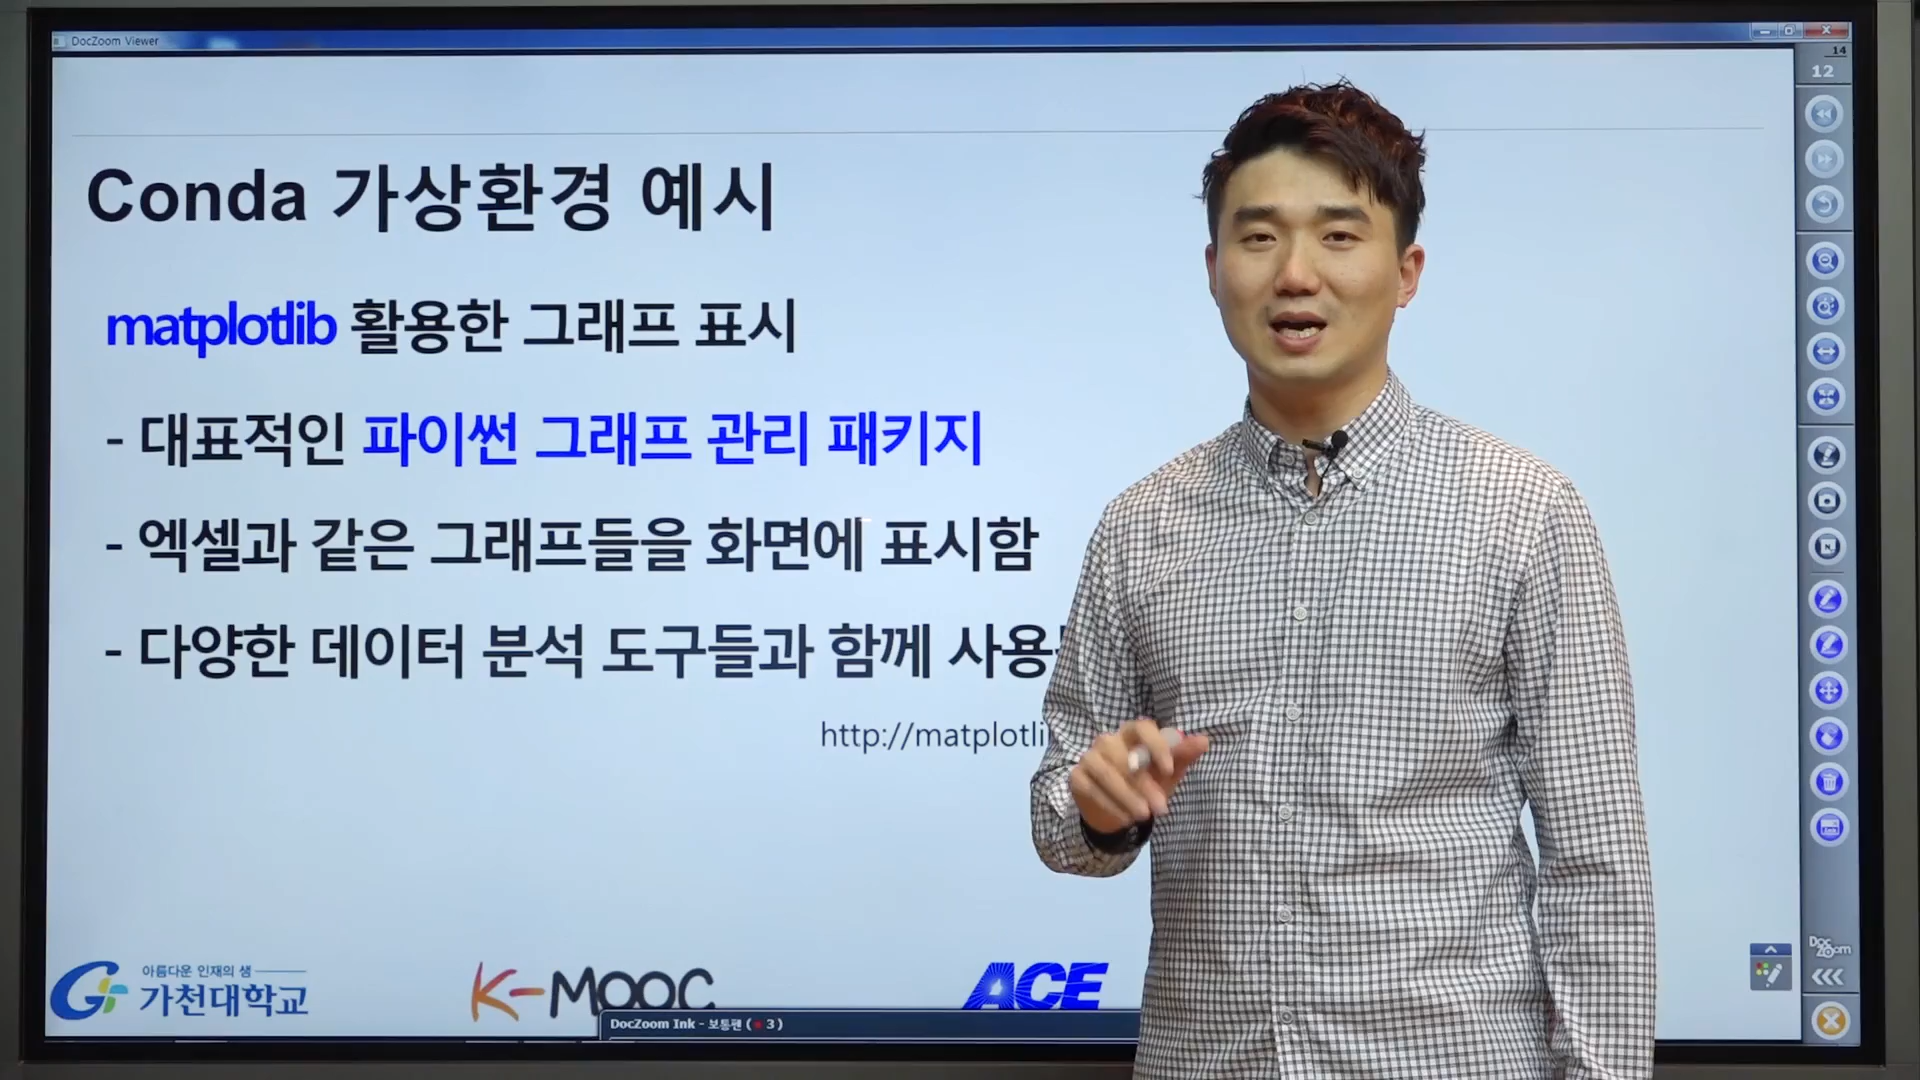 DocZoom Viewer
14
12
Conda 가상환경 예시
matplotlib 활용한 그래프 표시
- 대표적인 파이썬 그래프 관리 패키지
- 엑셀과 같은 그래프들을 화면에 표시함
- 다양한 데이터 분석 도구들과 함께
http://matplotli
아름다운 인재의 샘
가천대학교
K-MOOC
ACE
DocZoom Ink - 보통펜 ( 3 )
DocZoom